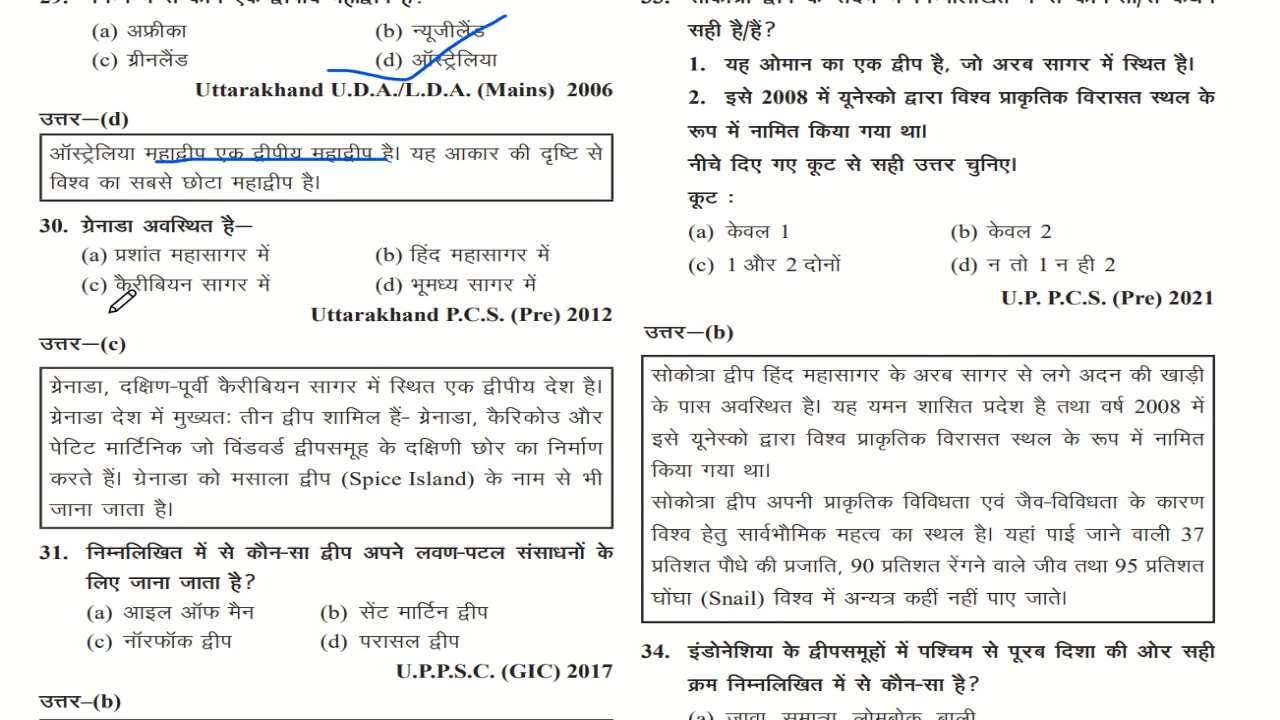 (a) अफ्रीका (b) न्यूजीलैंड
(c) ग्रीनलैंड (d) ऑस्ट्रेलिया
Uttarakhand U.D.A./L.D.A. (Mains) 2006
उत्तर—(d)
ऑस्ट्रेलिया महाद्वीप एक द्वीपीय महाद्वीप है। यह आकार की दृष्टि से
विश्व का सबसे छोटा महाद्वीप है।
30. ग्रेनाडा अवस्थित है—
(a) प्रशांत महासागर में (b) हिंद महासागर में
(c) कैरीबियन सागर में (d) भूमध्य सागर में
Uttarakhand P.C.S. (Pre) 2012
उत्तर—(c)
ग्रेनाडा, दक्षिण-पूर्वी कैरीबियन सागर में स्थित एक द्वीपीय देश है।
ग्रेनाडा देश में मुख्यतः तीन द्वीप शामिल हैं- ग्रेनाडा, कैरिकोउ और
पेटिट मार्टिनिक जो विंडवर्ड द्वीपसमूह के दक्षिणी छोर का निर्माण
करते हैं। ग्रेनाडा को मसाला द्वीप (Spice Island) के नाम से भी
जाना जाता है।
31. निम्नलिखित में से कौन-सा द्वीप अपने लवण-पटल संसाधनों के
लिए जाना जाता है?
(a) आइल ऑफ मैन (b) सेंट मार्टिन द्वीप
(c) नॉरफॉक द्वीप (d) परासल द्वीप
U.P.P.S.C. (GIC) 2017
उत्तर–(b)
सही है/हैं?
1. यह ओमान का एक द्वीप है, जो अरब सागर में स्थित है।
2. इसे 2008 में यूनेस्को द्वारा विश्व प्राकृतिक विरासत स्थल के
रूप में नामित किया गया था।
नीचे दिए गए कूट से सही उत्तर चुनिए।
कूट :
(a) केवल 1 (b) केवल 2
(c) 1 और 2 दोनों (d) न तो 1 न ही 2
U.P. P.C.S. (Pre) 2021
उत्तर—(b)
सोकोत्रा द्वीप हिंद महासागर के अरब सागर से लगे अदन की खाड़ी
के पास अवस्थित है। यह यमन शासित प्रदेश है तथा वर्ष 2008 में
इसे यूनेस्को द्वारा विश्व प्राकृतिक विरासत स्थल के रूप में नामित
किया गया था।
सोकोत्रा द्वीप अपनी प्राकृतिक विविधता एवं जैव-विविधता के कारण
विश्व हेतु सार्वभौमिक महत्व का स्थल है। यहां पाई जाने वाली 37
प्रतिशत पौधे की प्रजाति, 90 प्रतिशत रेंगने वाले जीव तथा 95 प्रतिशत
घोंघा (Snail) विश्व में अन्यत्र कहीं नहीं पाए जाते।
34. इंडोनेशिया के द्वीपसमूहों में पश्चिम से पूरब दिशा की ओर सही
क्रम निम्नलिखित में से कौन-सा है?
(a) जावा, सुमात्रा, लोमबोक, बाली